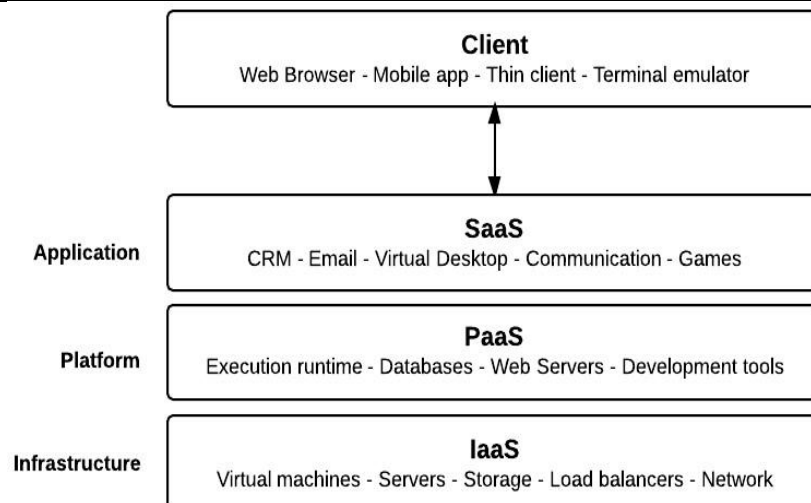 Client
Web Browser - Mobile app - Thin client - Terminal emulator
Application
SaaS
CRM - Email - Virtual Desktop - Communication - Games
Platform
PaaS
Execution runtime - Databases - Web Servers - Development tools
Infrastructure
IaaS
Virtual machines - Servers - Storage - Load balancers - Network